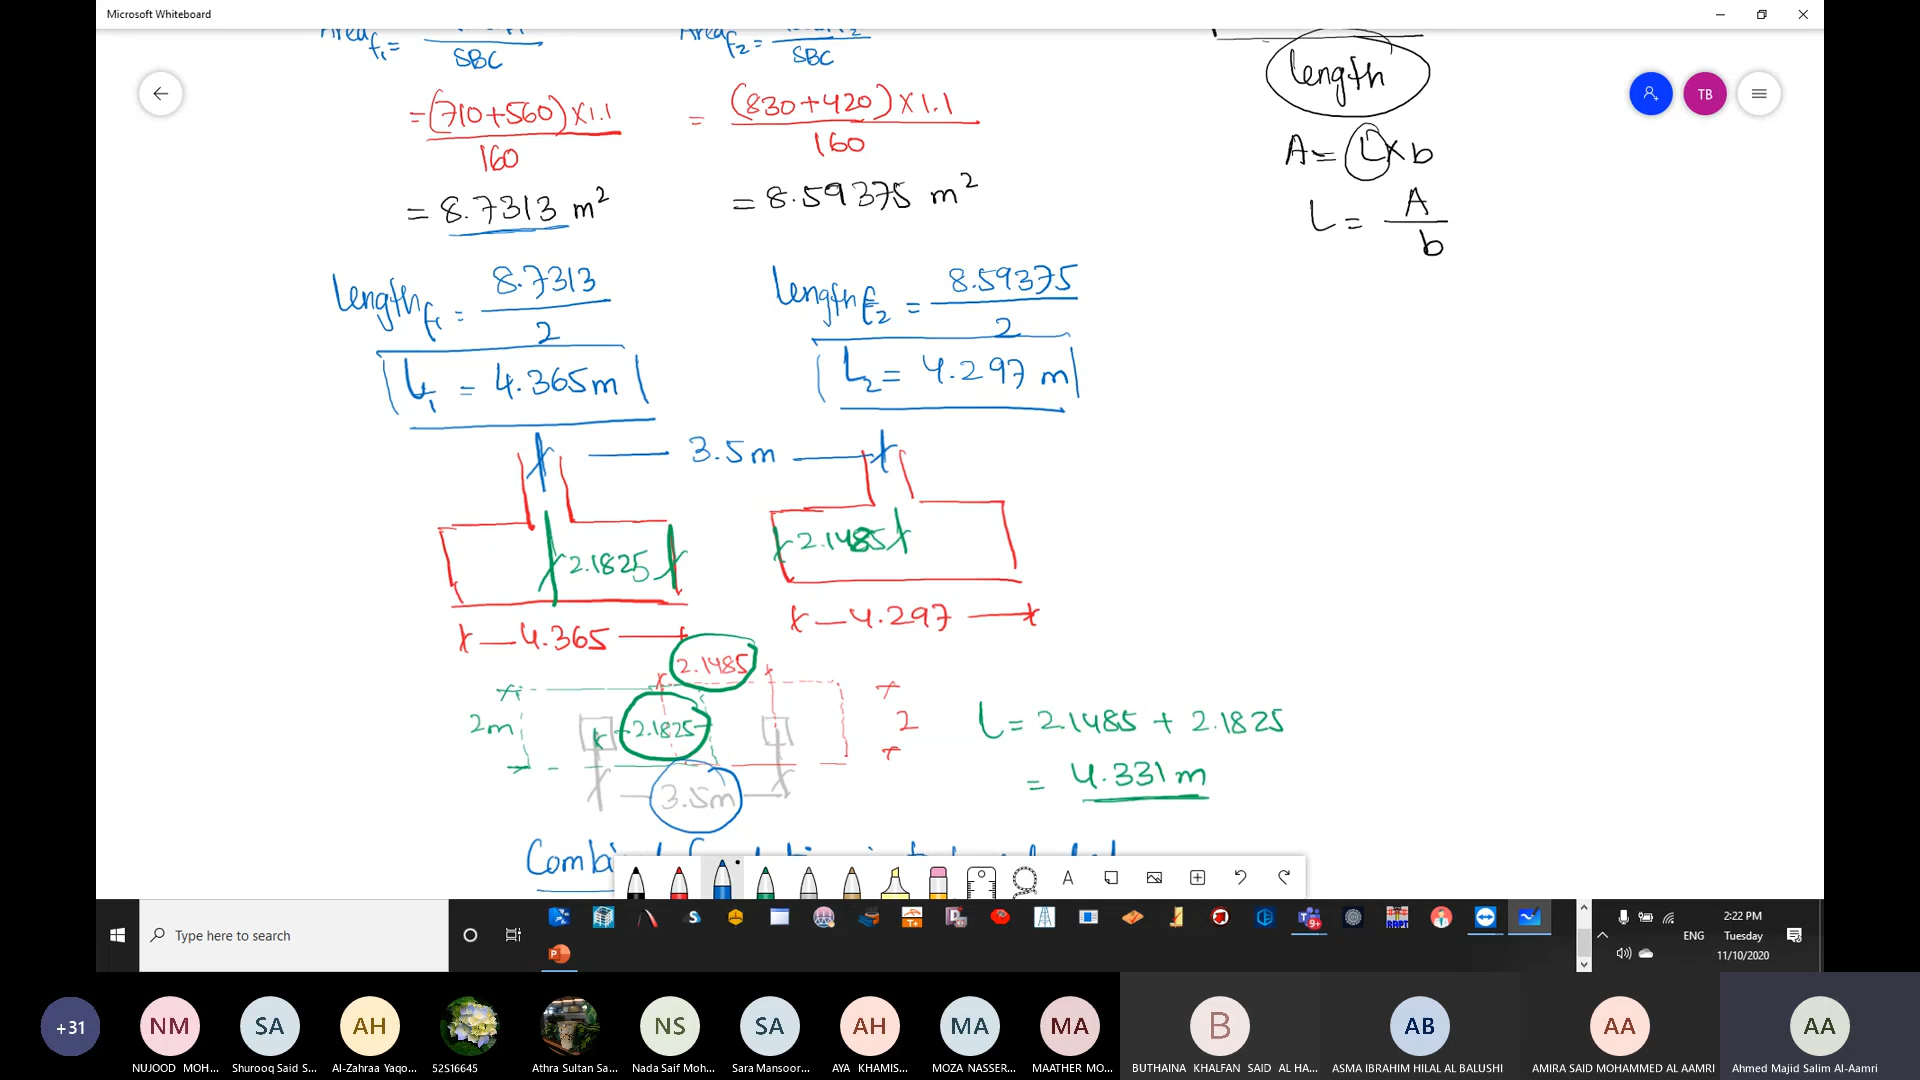 Microsoft Whiteboard
Area f1 =
SBC
Area f2 =
SBC
= (710+560)×1.1
160
= (830+420)×1.1
160
= 8.7313 m²
= 8.59375 m²
length
A = L×b
L = A
b
TB
length f1 = 8.7313
2
length F2 = 8.59375
2
L1 = 4.365m
L2 = 4.297 m
3.5m
2.1825
2.1485
4.365
4.297
2.1485
2m
2.1825
2
3.5m
L = 2.1485 + 2.1825
= 4.331 m
A
Type here to search
ENG
2:22 PM
Tuesday
11/10/2020
+31
NM
SA
AH
NS
SA
AH
MA
MA
B
AB
AA
AA
NUJOOD MOH...
Shurooq Said S...
Al-Zahraa Yaqo...
52S16645
Athra Sultan Sa...
Nada Saif Moh...
Sara Mansoor...
AYA KHAMIS...
MOZA NASSER...
MAATHER MO...
BUTHAINA KHALFAN SAID AL HA...
ASMA IBRAHIM HILAL AL BALUSHI
AMIRA SAID MOHAMMED AL AAMRI
Ahmed Majid Salim Al-Aamri